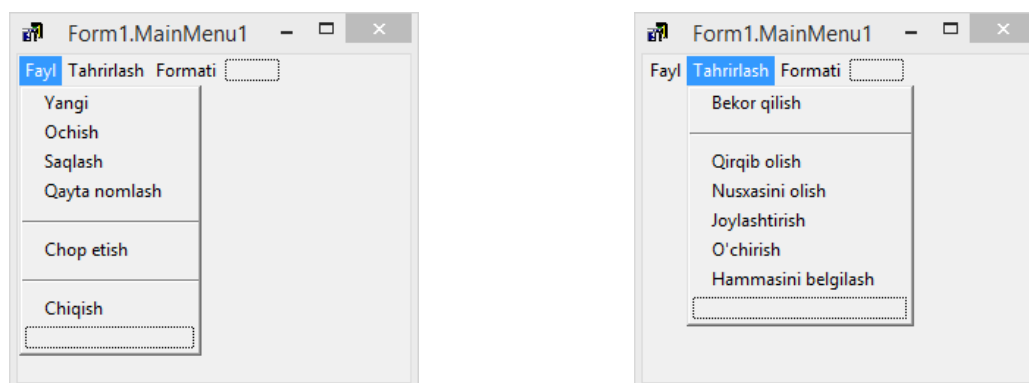 Form1.MainMenu1
Fayl Tahrirlash Formati
Yangi
Ochish
Saqlash
Qayta nomlash
Chop etish
Chiqish
Form1.MainMenu1
Fayl Tahrirlash Formati
Bekor qilish
Qirqib olish
Nusxasini olish
Joylashtirish
O'chirish
Hammasini belgilash